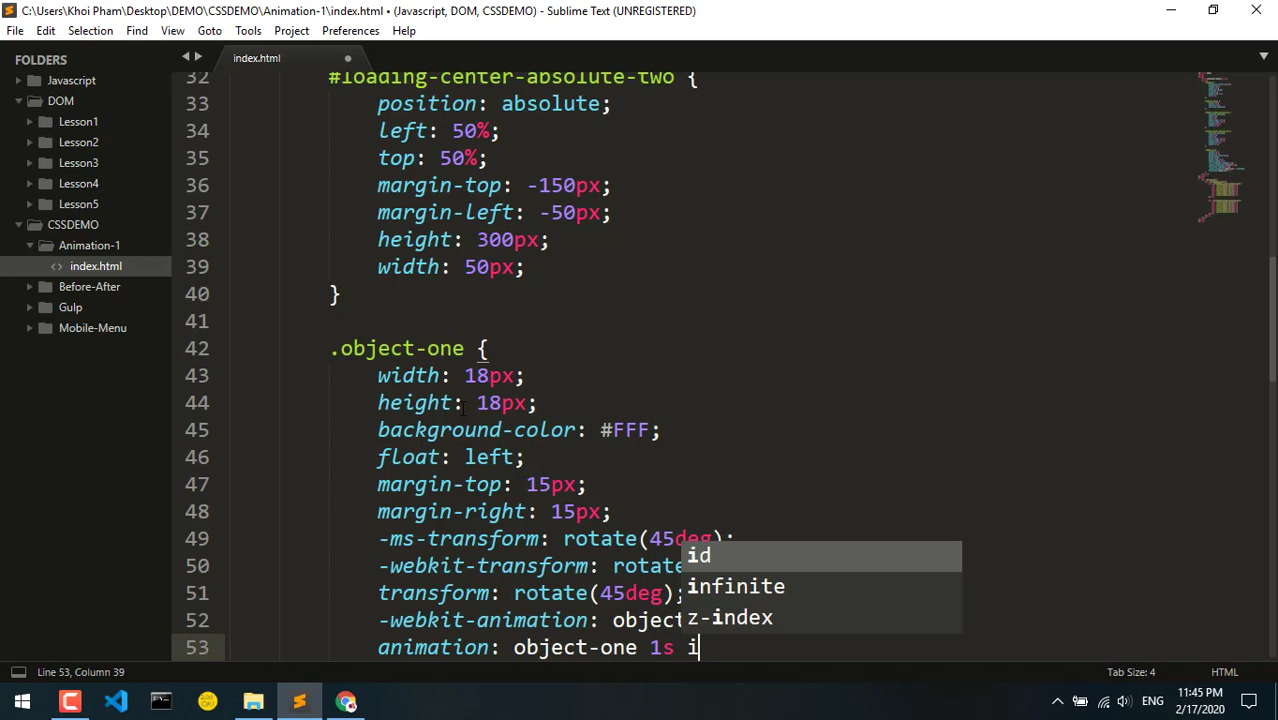 C:\Users\Khoi Pham\Desktop\DEMO\CSSDEMO\Animation-1\index.html • (Javascript, DOM, CSSDEMO) - Sublime Text (UNREGISTERED)
File Edit Selection Find View Goto Tools Project Preferences Help
FOLDERS
Javascript
DOM
Lesson1
Lesson2
Lesson3
Lesson4
Lesson5
CSSDEMO
Animation-1
index.html
Before-After
Gulp
Mobile-Menu
index.html
32 #loading-center-absolute-two {
33 position: absolute;
34 left: 50%;
35 top: 50%;
36 margin-top: -150px;
37 margin-left: -50px;
38 height: 300px;
39 width: 50px;
40 }
41
42 .object-one {
43 width: 18px;
44 height: 18px;
45 background-color: #FFF;
46 float: left;
47 margin-top: 15px;
48 margin-right: 15px;
49 -ms-transform: rotate(45deg);
50 -webkit-transform: rotate
51 transform: rotate(45deg);
52 -webkit-animation: object
53 animation: object-one 1s i
id
infinite
z-index
Line 53, Column 39
Tab Size: 4
HTML
ENG
11:45 PM
2/17/2020